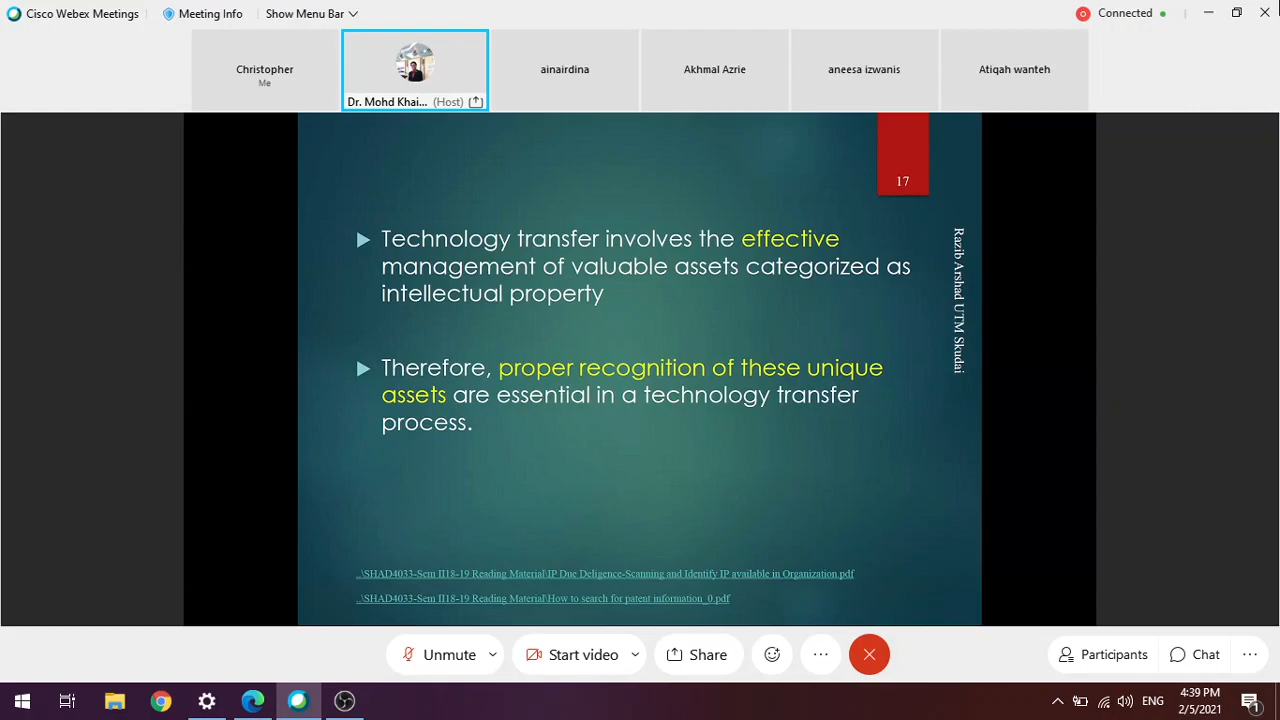 Cisco Webex Meetings
Meeting Info
Show Menu Bar
Connected
Christopher
Me
Dr. Mohd Khai... (Host)
ainairdina
Akhmal Azrie
aneesa izwanis
Atiqah wanteh
17
Technology transfer involves the effective
management of valuable assets categorized as
intellectual property
Therefore, proper recognition of these unique
assets are essential in a technology transfer
process.
Razib Arshad UTM Skudai
..\SHAD4033-Sem II18-19 Reading Material\IP Due Deligence-Scanning and Identify IP available in Organization.pdf
..\SHAD4033-Sem II18-19 Reading Material\How to search for patent information_0.pdf
Unmute
Start video
Share
Participants
Chat
ENG
4:39 PM
2/5/2021
1